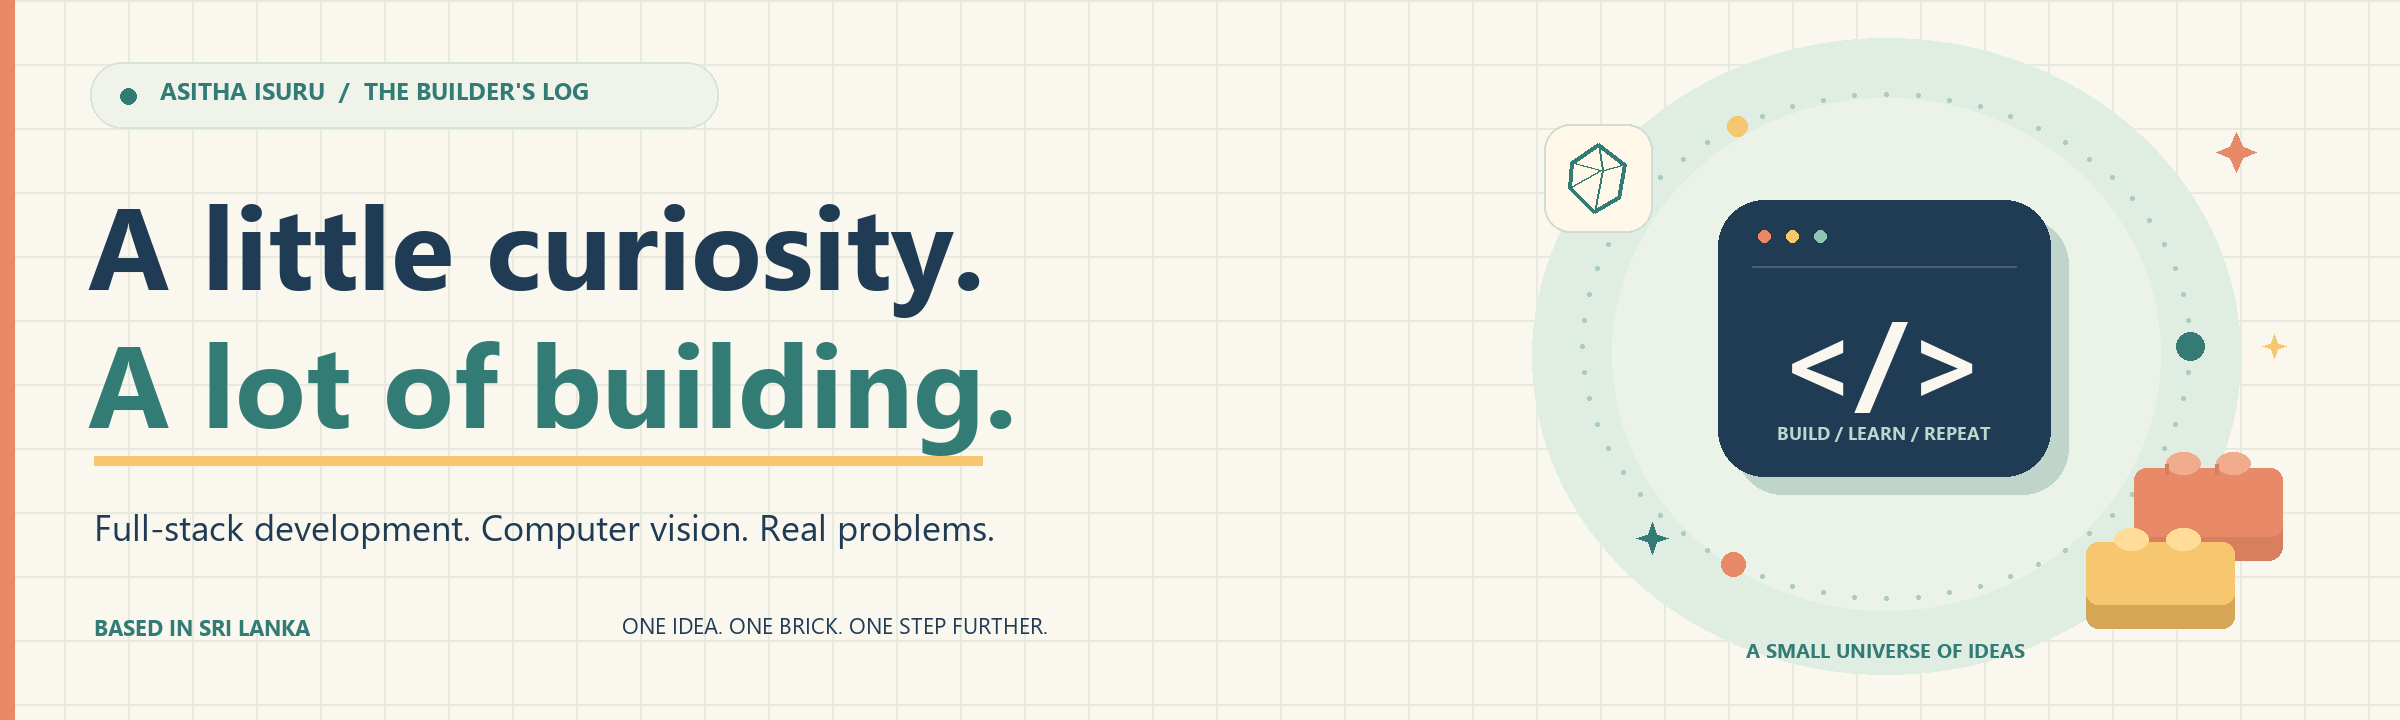 ASITHA ISURU / THE BUILDER'S LOG
A little curiosity.
A lot of building.
Full-stack development. Computer vision. Real problems.
BASED IN SRI LANKA
ONE IDEA. ONE BRICK. ONE STEP FURTHER.
</>
BUILD / LEARN / REPEAT
A SMALL UNIVERSE OF IDEAS